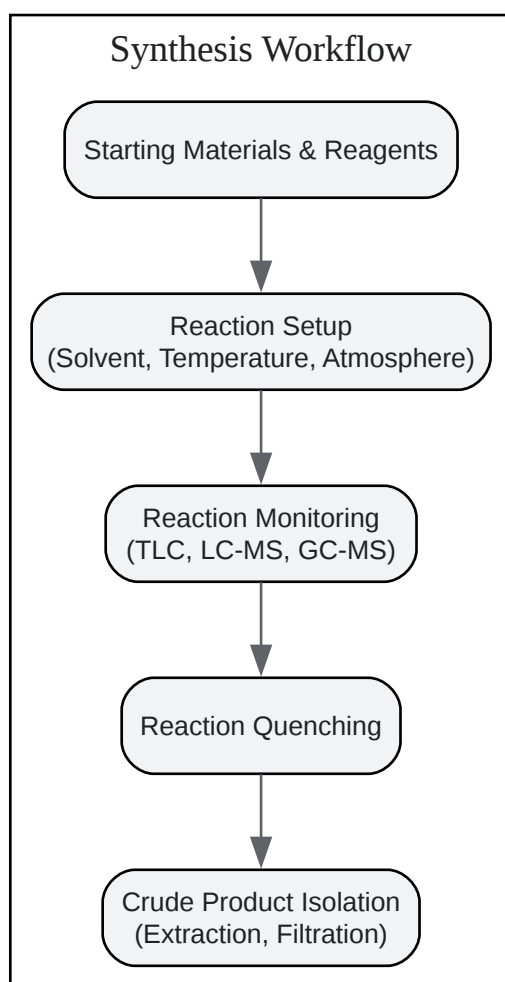 Synthesis Workflow
Starting Materials & Reagents
Reaction Setup
(Solvent, Temperature, Atmosphere)
Reaction Monitoring
(TLC, LC-MS, GC-MS)
Reaction Quenching
Crude Product Isolation
(Extraction, Filtration)